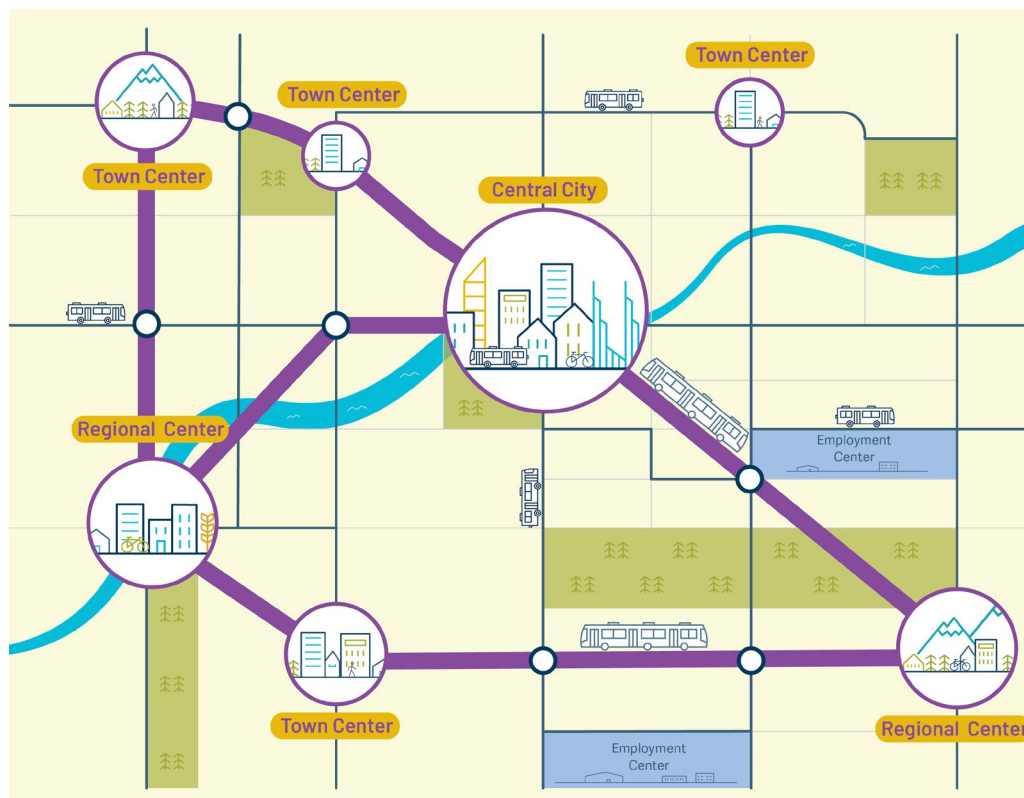 Town Center
Town Center
Town Center
Central City
Regional Center
Employment
Center
Town Center
Regional Center
Employment
Center